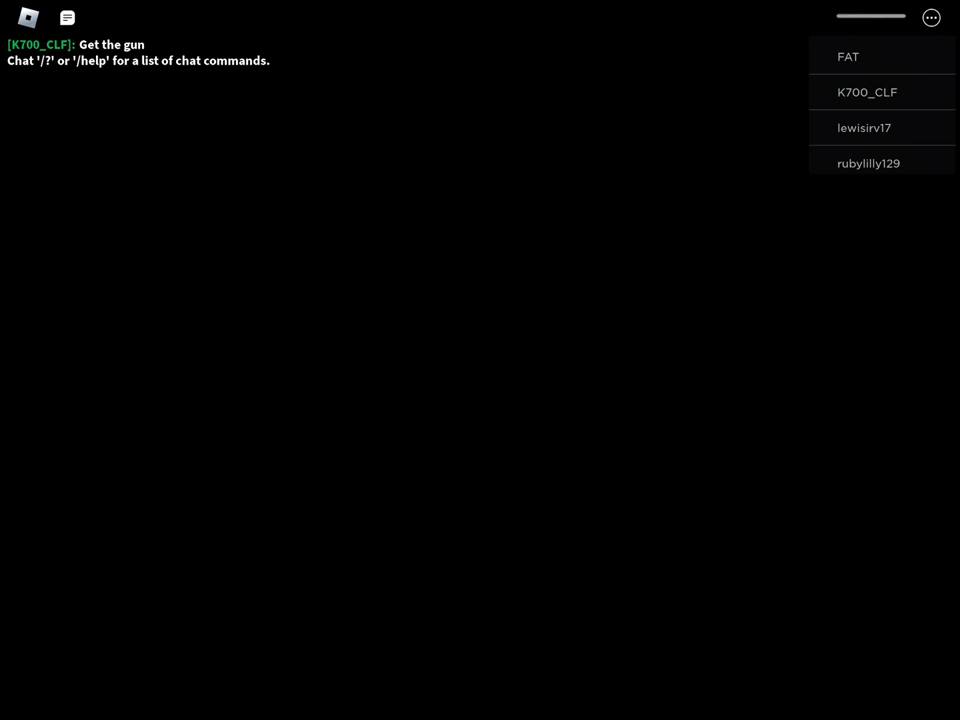 [K700_CLF]: Get the gun
Chat '/?' or '/help' for a list of chat commands.
FAT
K700_CLF
lewisirv17
rubylilly129